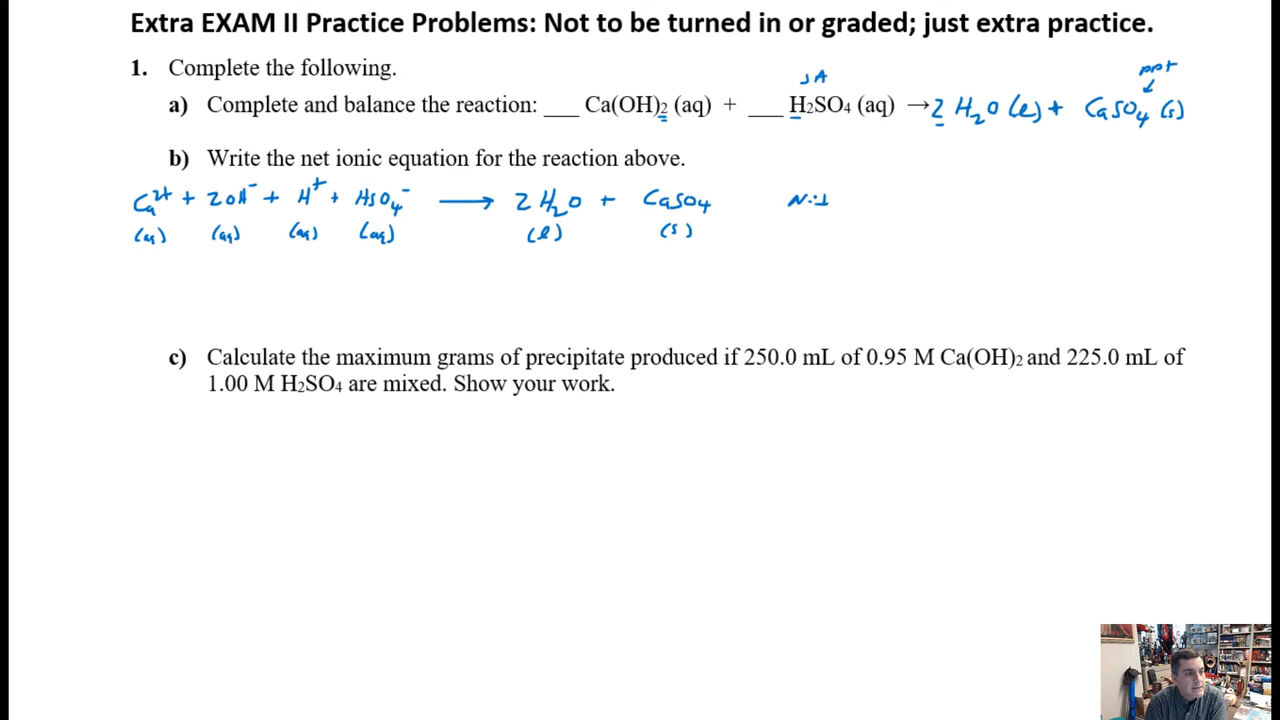 Extra EXAM II Practice Problems: Not to be turned in or graded; just extra practice.
1. Complete the following.
SA
ppt
↓
a) Complete and balance the reaction: ___ Ca(OH)₂ (aq) + ___ H₂SO₄ (aq) → 2 H₂O (l) + CaSO₄ (s)
b) Write the net ionic equation for the reaction above.
Ca²⁺ + 2OH⁻ + H⁺ + HSO₄⁻ ⟶ 2 H₂O + CaSO₄
(aq) (aq) (aq) (aq) (l) (s)
c) Calculate the maximum grams of precipitate produced if 250.0 mL of 0.95 M Ca(OH)₂ and 225.0 mL of
1.00 M H₂SO₄ are mixed. Show your work.